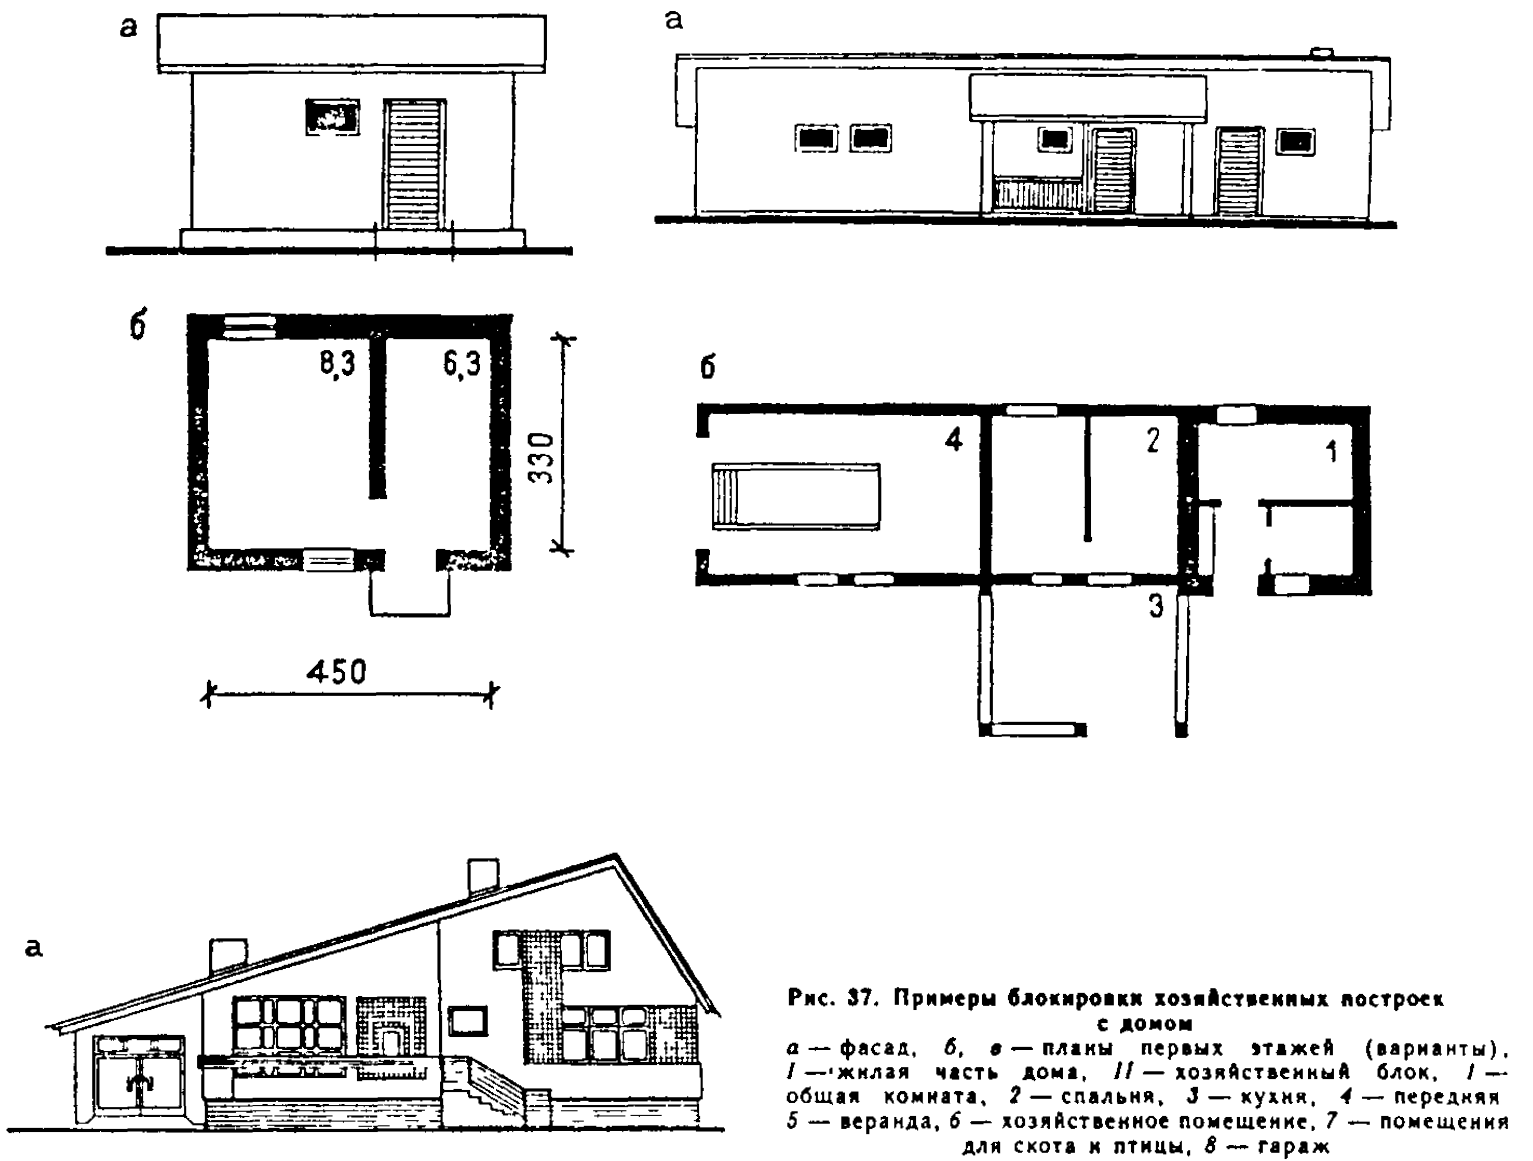 а
а
б
8,3
6,3
330
450
б
4
2
1
3
а
Рис. 37. Примеры блокировки хозяйственных построек
с домом
а — фасад, б, в — планы первых этажей (варианты),
I — жилая часть дома, II — хозяйственный блок, 1 —
общая комната, 2 — спальня, 3 — кухня, 4 — передняя
5 — веранда, 6 — хозяйственное помещение, 7 — помещения
для скота и птицы, 8 — гараж